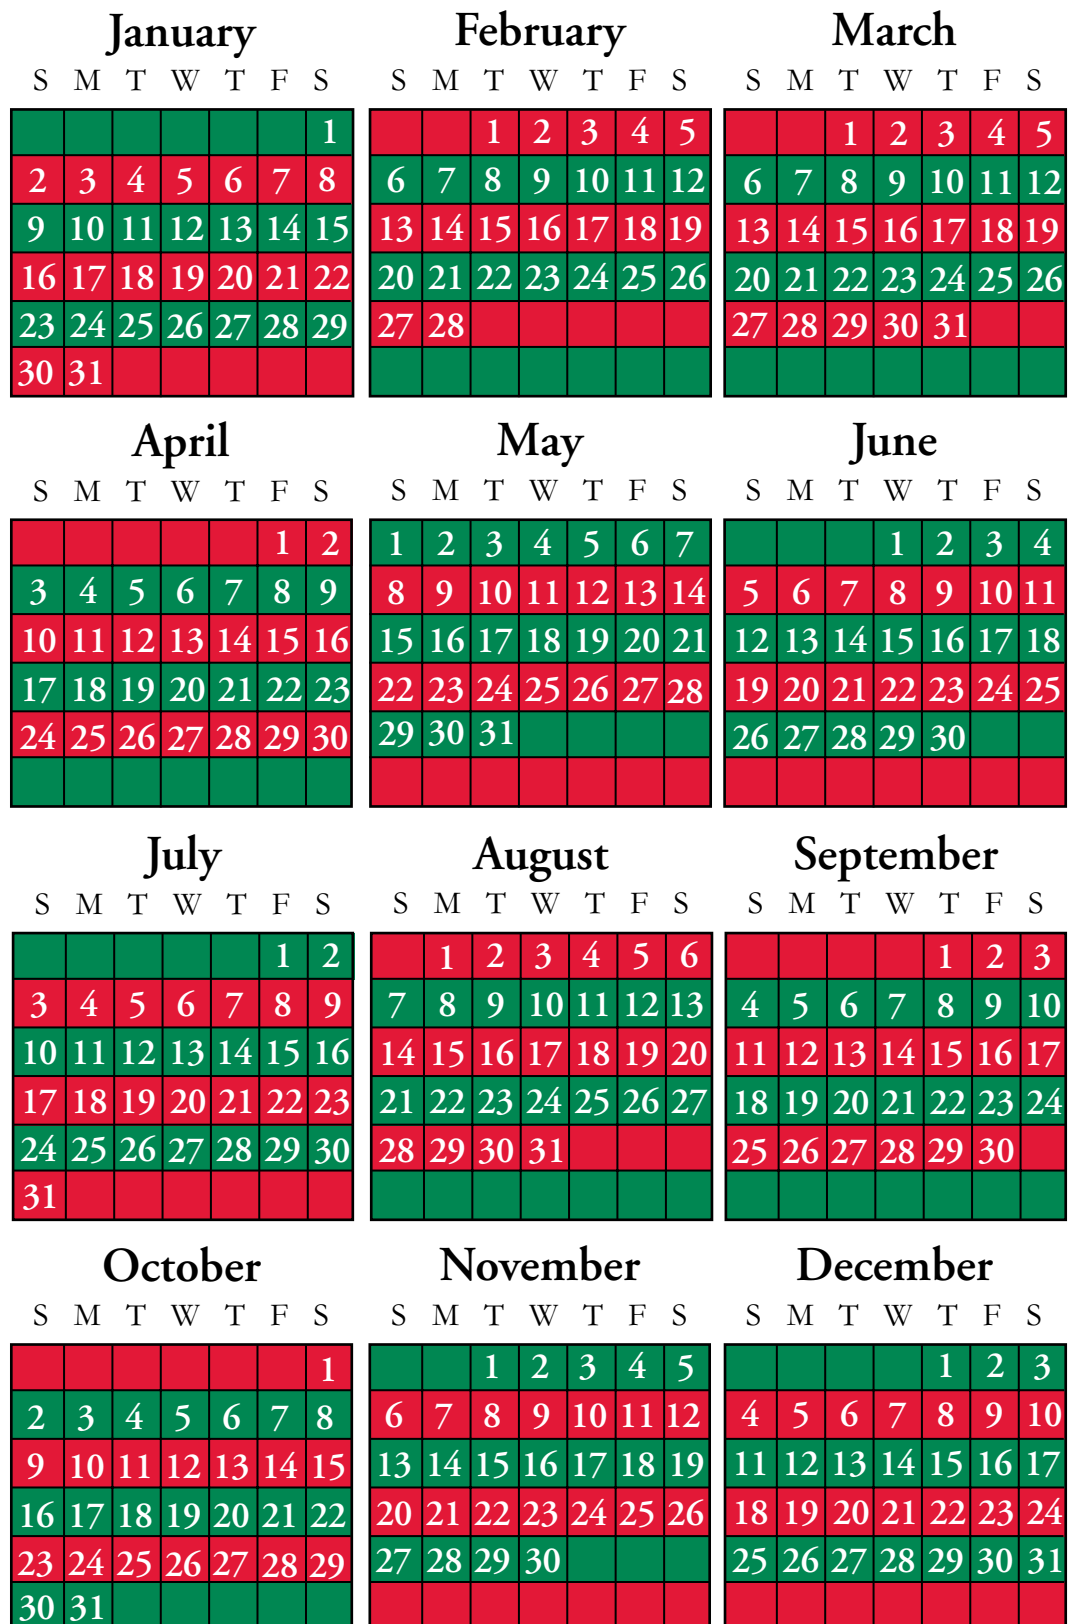 January February March
S M T W T F S S M T W T F S S M T W T F S
1 1 2 3 4 5 1 2 3 4 5
2 3 4 5 6 7 8 6 7 8 9 10 11 12 6 7 8 9 10 11 12
9 10 11 12 13 14 15 13 14 15 16 17 18 19 13 14 15 16 17 18 19
16 17 18 19 20 21 22 20 21 22 23 24 25 26 20 21 22 23 24 25 26
23 24 25 26 27 28 29 27 28 27 28 29 30 31
30 31
April May June
S M T W T F S S M T W T F S S M T W T F S
1 2 1 2 3 4 5 6 7 1 2 3 4
3 4 5 6 7 8 9 8 9 10 11 12 13 14 5 6 7 8 9 10 11
10 11 12 13 14 15 16 15 16 17 18 19 20 21 12 13 14 15 16 17 18
17 18 19 20 21 22 23 22 23 24 25 26 27 28 19 20 21 22 23 24 25
24 25 26 27 28 29 30 29 30 31 26 27 28 29 30
July August September
S M T W T F S S M T W T F S S M T W T F S
1 2 1 2 3 4 5 6 1 2 3
3 4 5 6 7 8 9 7 8 9 10 11 12 13 4 5 6 7 8 9 10
10 11 12 13 14 15 16 14 15 16 17 18 19 20 11 12 13 14 15 16 17
17 18 19 20 21 22 23 21 22 23 24 25 26 27 18 19 20 21 22 23 24
24 25 26 27 28 29 30 28 29 30 31 25 26 27 28 29 30
31
October November December
S M T W T F S S M T W T F S S M T W T F S
1 1 2 3 4 5 1 2 3
2 3 4 5 6 7 8 6 7 8 9 10 11 12 4 5 6 7 8 9 10
9 10 11 12 13 14 15 13 14 15 16 17 18 19 11 12 13 14 15 16 17
16 17 18 19 20 21 22 20 21 22 23 24 25 26 18 19 20 21 22 23 24
23 24 25 26 27 28 29 27 28 29 30 25 26 27 28 29 30 31
30 31